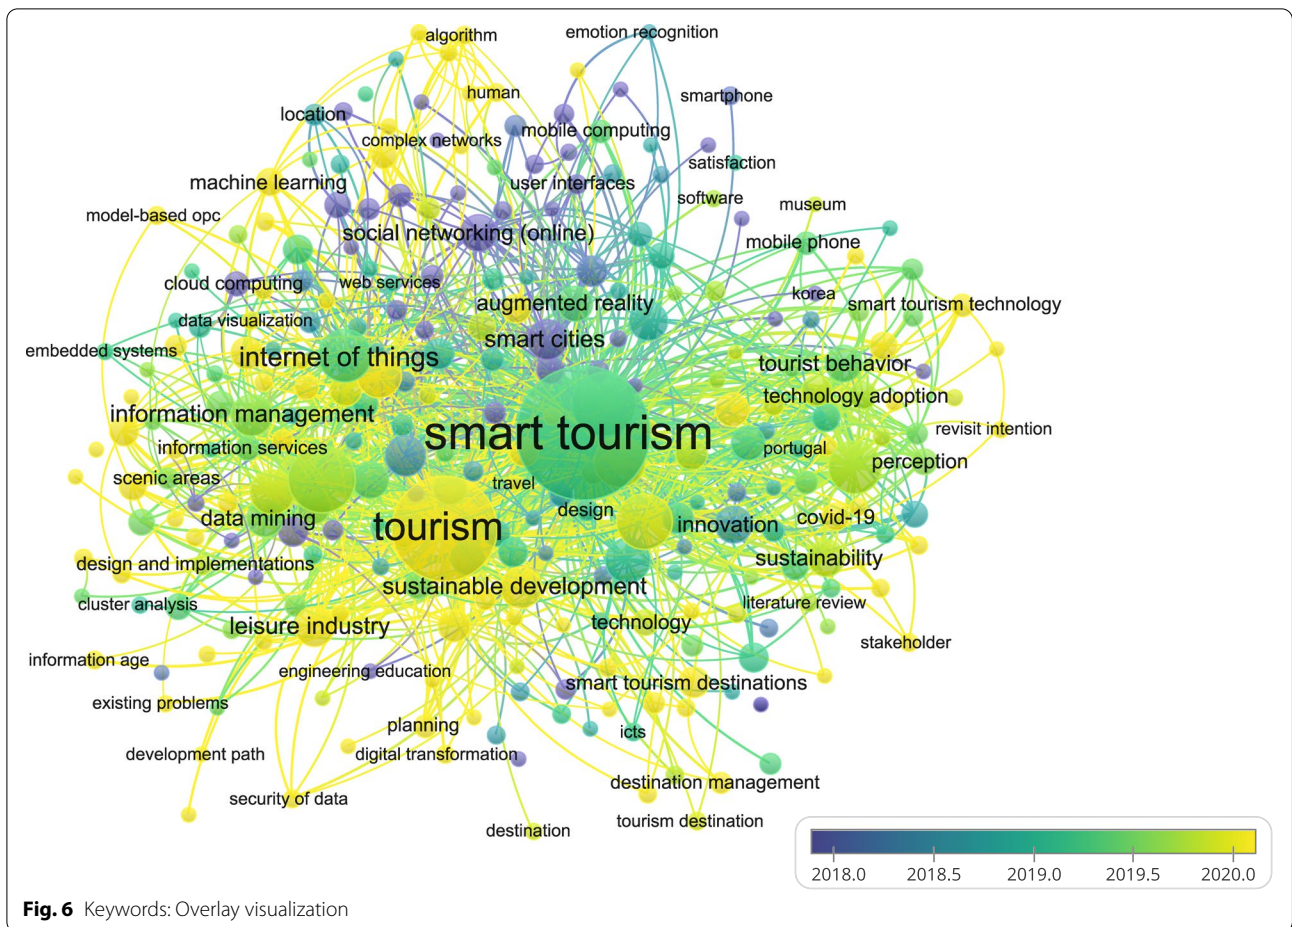 algorithm
emotion recognition
human
smartphone
location
mobile computing
complex networks
satisfaction
machine learning
user interfaces
software
museum
model-based opc
social networking (online)
mobile phone
cloud computing
web services
korea
augmented reality
smart tourism technology
data visualization
smart cities
embedded systems
internet of things
tourist behavior
technology adoption
information management
smart tourism
revisit intention
information services
portugal
perception
scenic areas
travel
design
data mining
tourism
innovation
covid-19
design and implementations
sustainability
sustainable development
cluster analysis
literature review
leisure industry
technology
stakeholder
information age
engineering education
smart tourism destinations
existing problems
planning
icts
development path
digital transformation
destination management
security of data
tourism destination
destination
2018.0 2018.5 2019.0 2019.5 2020.0
Fig. 6 Keywords: Overlay visualization